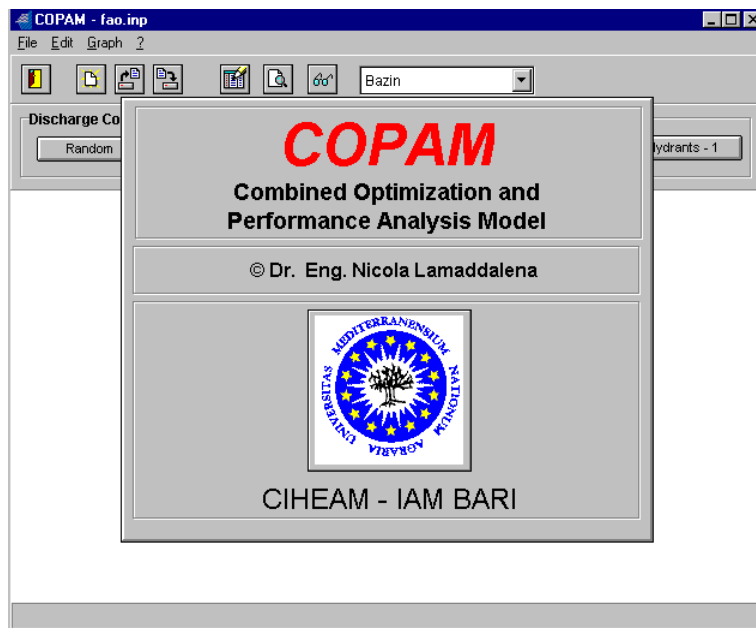 COPAM - fao.inp
File Edit Graph ?
Bazin
Discharge Co
Random
ydrants - 1
COPAM
Combined Optimization and
Performance Analysis Model
© Dr. Eng. Nicola Lamaddalena
UNIVERSITAS MEDITERRANENSIUM NATIONUM AGRARIA
CIHEAM - IAM BARI